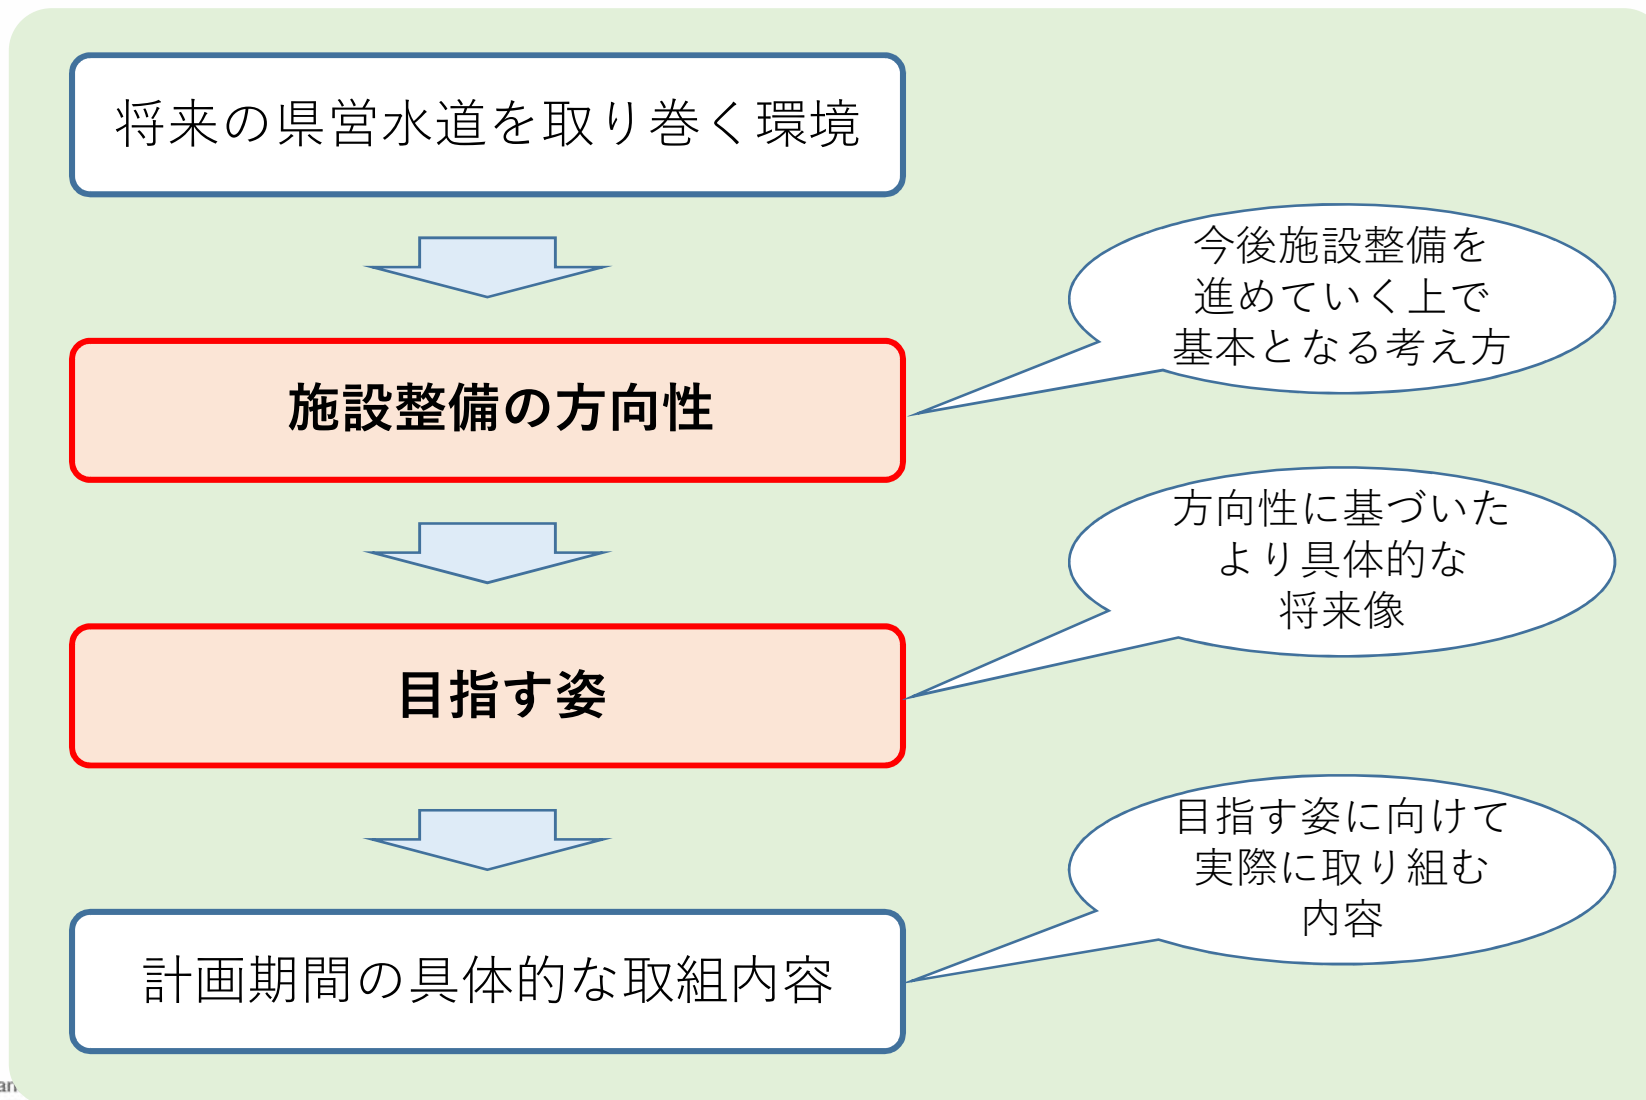 将来の県営水道を取り巻く環境
今後施設整備を
進めていく上で
基本となる考え方
施設整備の方向性
方向性に基づいた
より具体的な
将来像
目指す姿
目指す姿に向けて
実際に取り組む
内容
計画期間の具体的な取組内容